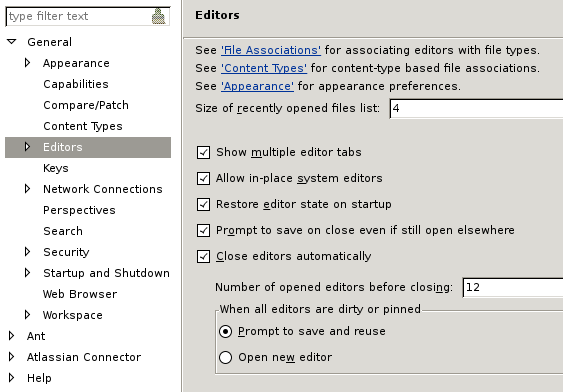 type filter text
General
Appearance
Capabilities
Compare/Patch
Content Types
Editors
Keys
Network Connections
Perspectives
Search
Security
Startup and Shutdown
Web Browser
Workspace
Ant
Atlassian Connector
Help
Editors
See 'File Associations' for associating editors with file types.
See 'Content Types' for content-type based file associations.
See 'Appearance' for appearance preferences.
Size of recently opened files list: 4
Show multiple editor tabs
Allow in-place system editors
Restore editor state on startup
Prompt to save on close even if still open elsewhere
Close editors automatically
Number of opened editors before closing: 12
When all editors are dirty or pinned
Prompt to save and reuse
Open new editor